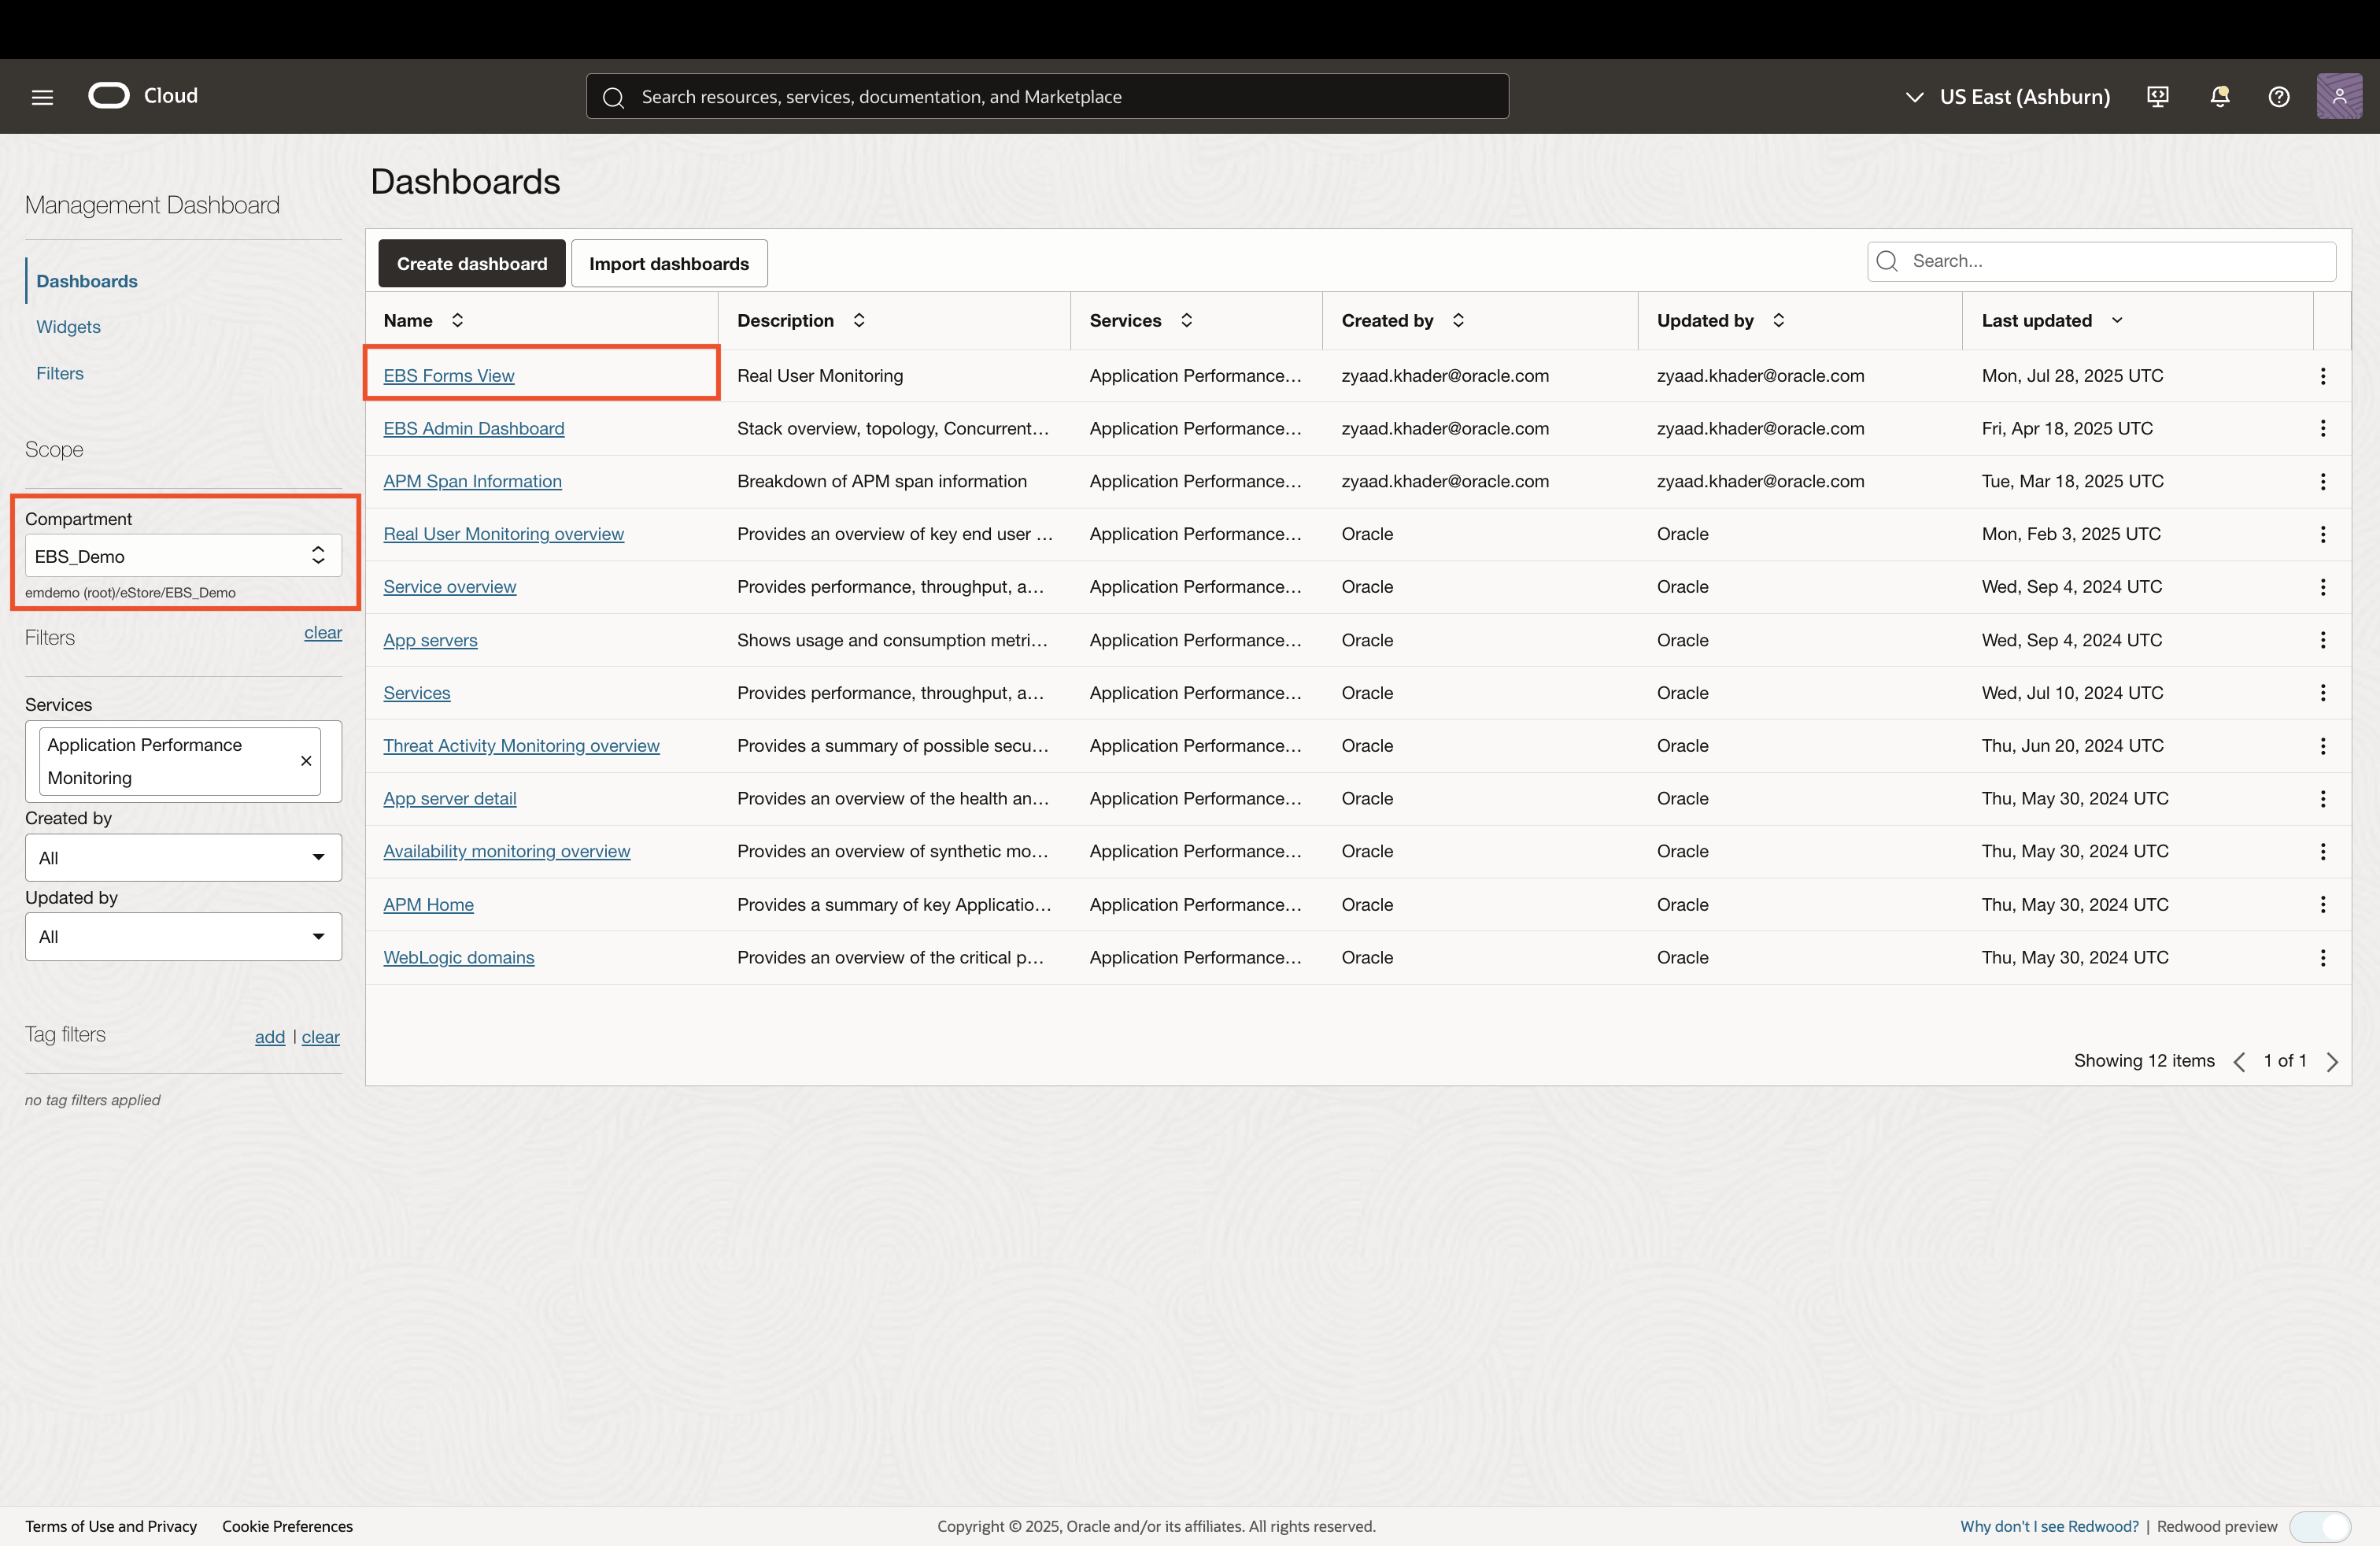 Cloud
Search resources, services, documentation, and Marketplace
US East (Ashburn)
Management Dashboard
Dashboards
Widgets
Filters
Scope
Compartment
EBS_Demo
emdemo (root)/eStore/EBS_Demo
Filters clear
Services
Application Performance
Monitoring
Created by
All
Updated by
All
Tag filters add | clear
no tag filters applied
Dashboards
Create dashboard Import dashboards Search...
Name Description Services Created by Updated by Last updated
EBS Forms View Real User Monitoring Application Performance... zyaad.khader@oracle.com zyaad.khader@oracle.com Mon, Jul 28, 2025 UTC
EBS Admin Dashboard Stack overview, topology, Concurrent... Application Performance... zyaad.khader@oracle.com zyaad.khader@oracle.com Fri, Apr 18, 2025 UTC
APM Span Information Breakdown of APM span information Application Performance... zyaad.khader@oracle.com zyaad.khader@oracle.com Tue, Mar 18, 2025 UTC
Real User Monitoring overview Provides an overview of key end user ... Application Performance... Oracle Oracle Mon, Feb 3, 2025 UTC
Service overview Provides performance, throughput, a... Application Performance... Oracle Oracle Wed, Sep 4, 2024 UTC
App servers Shows usage and consumption metri... Application Performance... Oracle Oracle Wed, Sep 4, 2024 UTC
Services Provides performance, throughput, a... Application Performance... Oracle Oracle Wed, Jul 10, 2024 UTC
Threat Activity Monitoring overview Provides a summary of possible secu... Application Performance... Oracle Oracle Thu, Jun 20, 2024 UTC
App server detail Provides an overview of the health an... Application Performance... Oracle Oracle Thu, May 30, 2024 UTC
Availability monitoring overview Provides an overview of synthetic mo... Application Performance... Oracle Oracle Thu, May 30, 2024 UTC
APM Home Provides a summary of key Applicatio... Application Performance... Oracle Oracle Thu, May 30, 2024 UTC
WebLogic domains Provides an overview of the critical p... Application Performance... Oracle Oracle Thu, May 30, 2024 UTC
Showing 12 items 1 of 1
Terms of Use and Privacy Cookie Preferences Copyright © 2025, Oracle and/or its affiliates. All rights reserved. Why don't I see Redwood? | Redwood preview